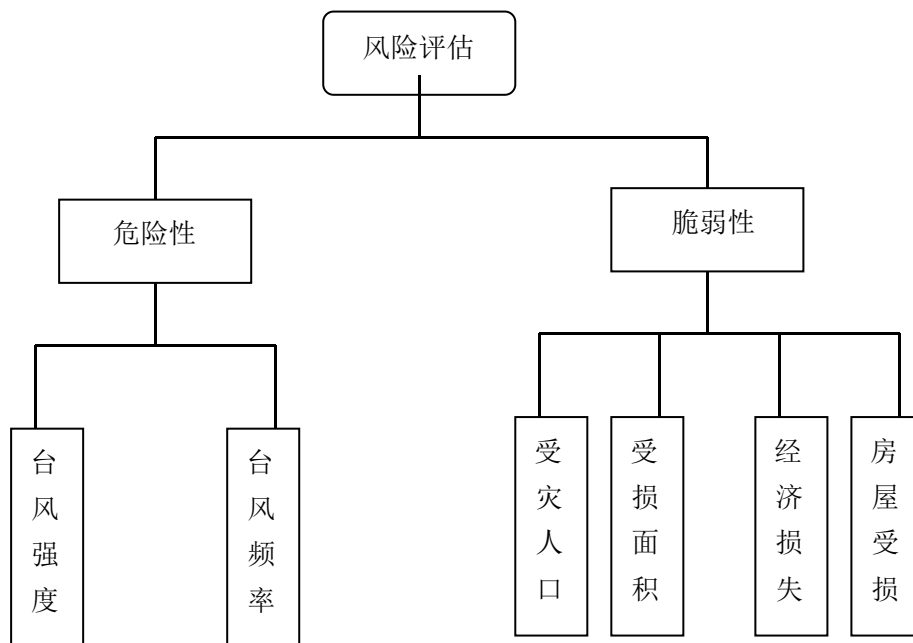 风险评估
危险性
脆弱性
台风强度
台风频率
受灾人口
受损面积
经济损失
房屋受损